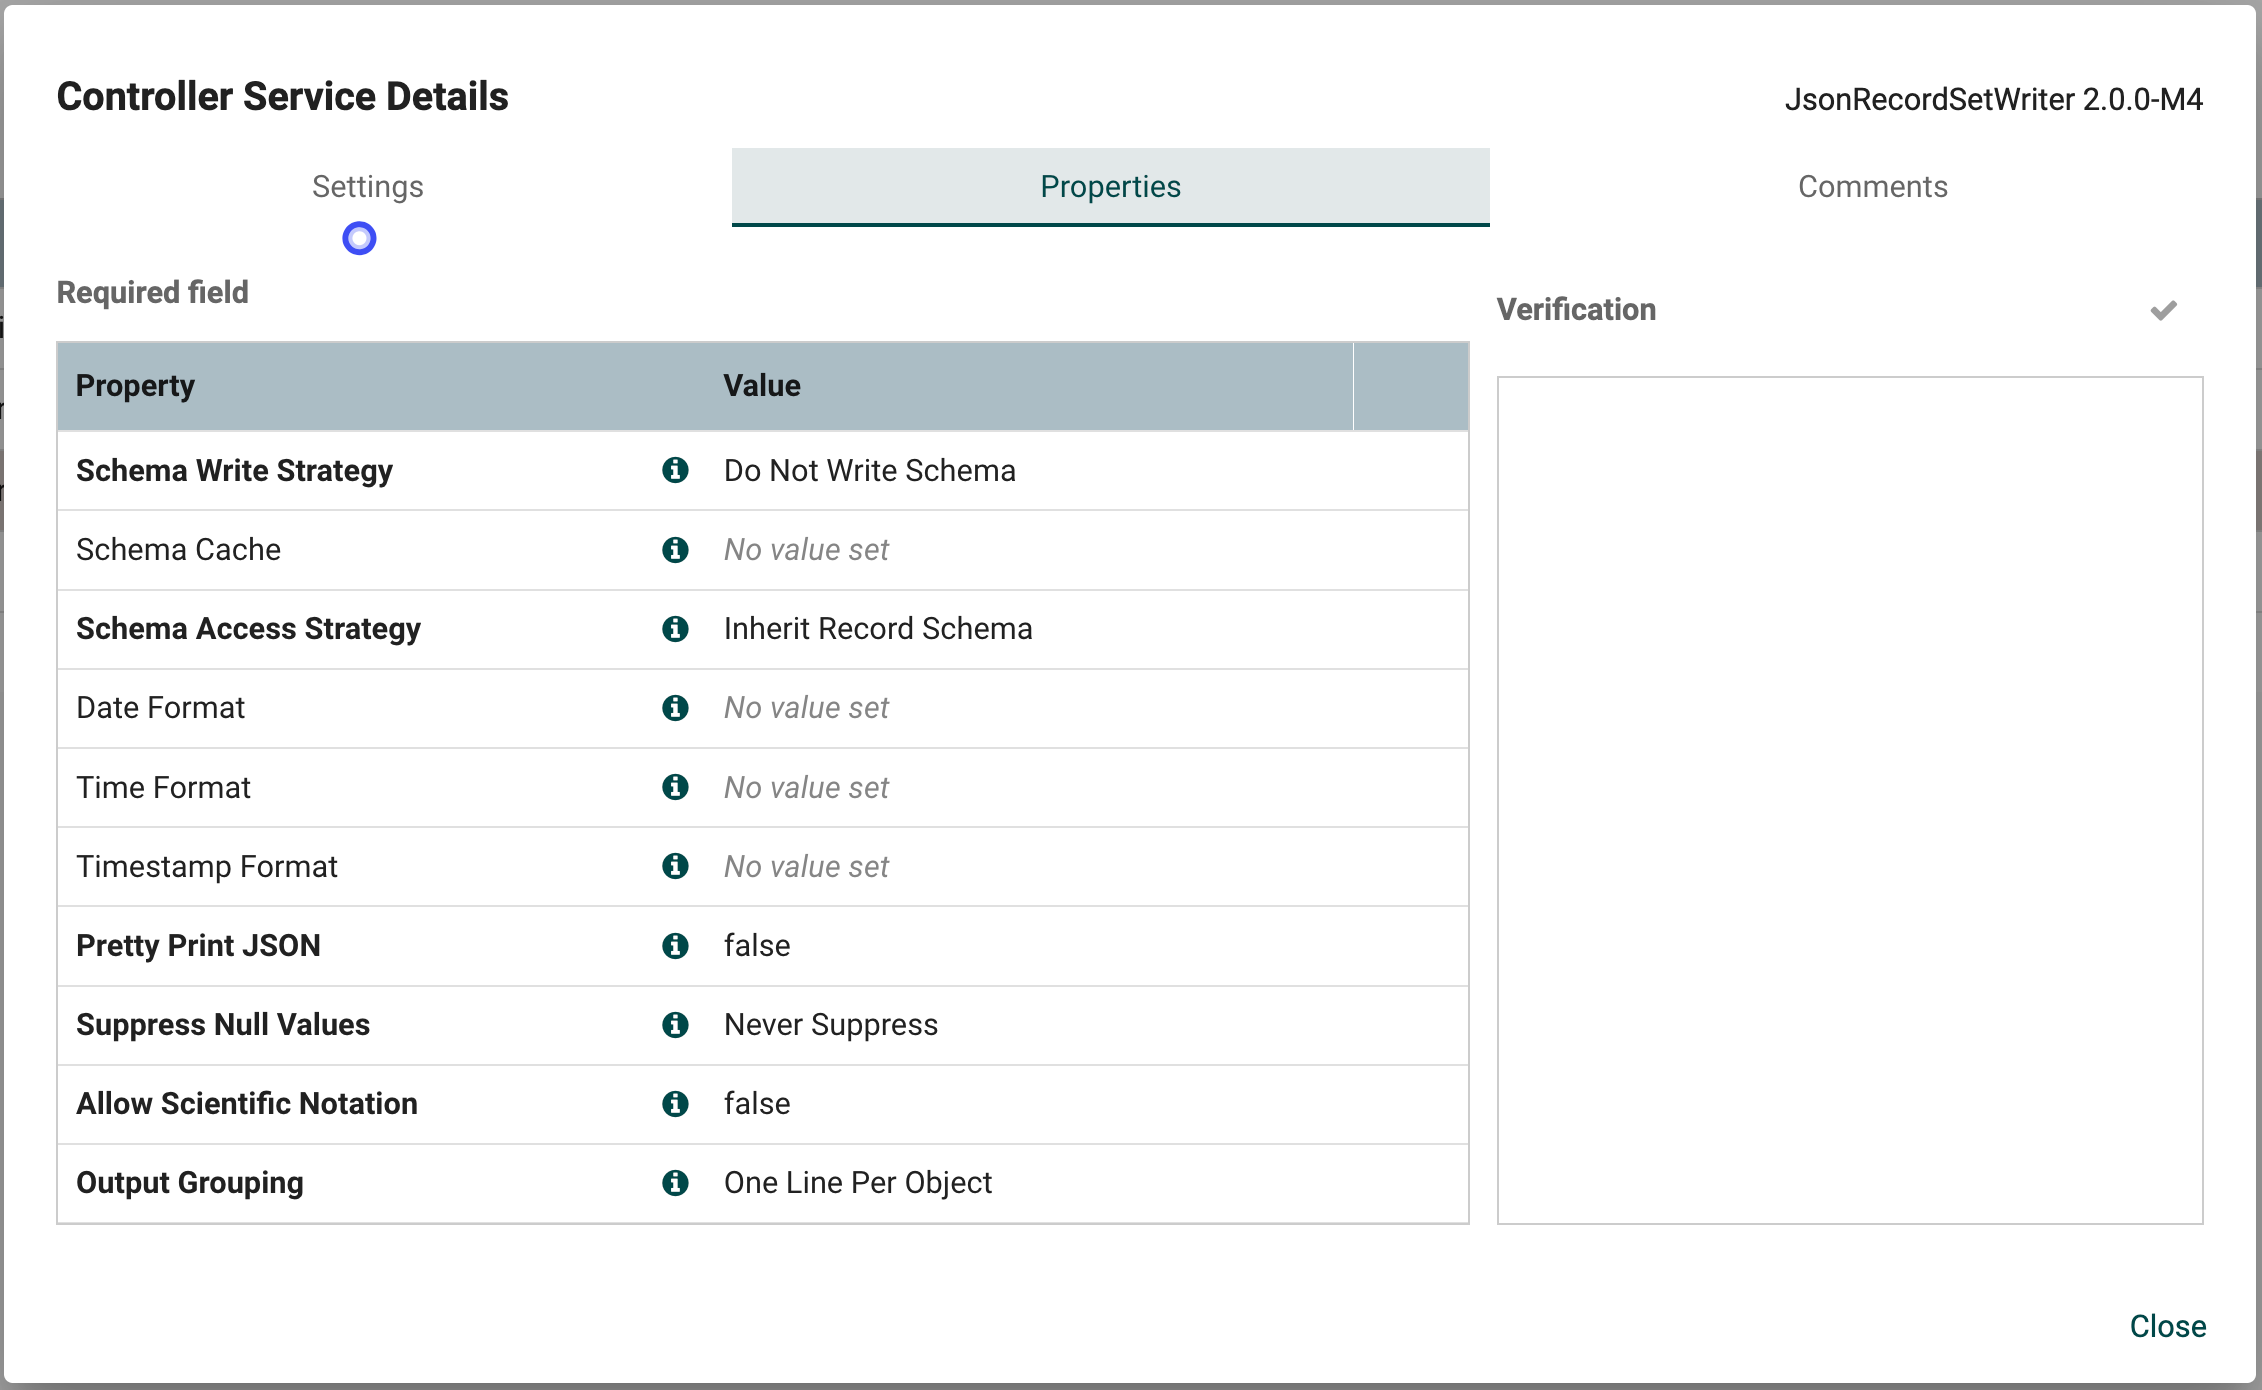 Controller Service Details
JsonRecordSetWriter 2.0.0-M4
Settings
Properties
Comments
Required field
Verification
Property Value
Schema Write Strategy Do Not Write Schema
Schema Cache No value set
Schema Access Strategy Inherit Record Schema
Date Format No value set
Time Format No value set
Timestamp Format No value set
Pretty Print JSON false
Suppress Null Values Never Suppress
Allow Scientific Notation false
Output Grouping One Line Per Object
Close